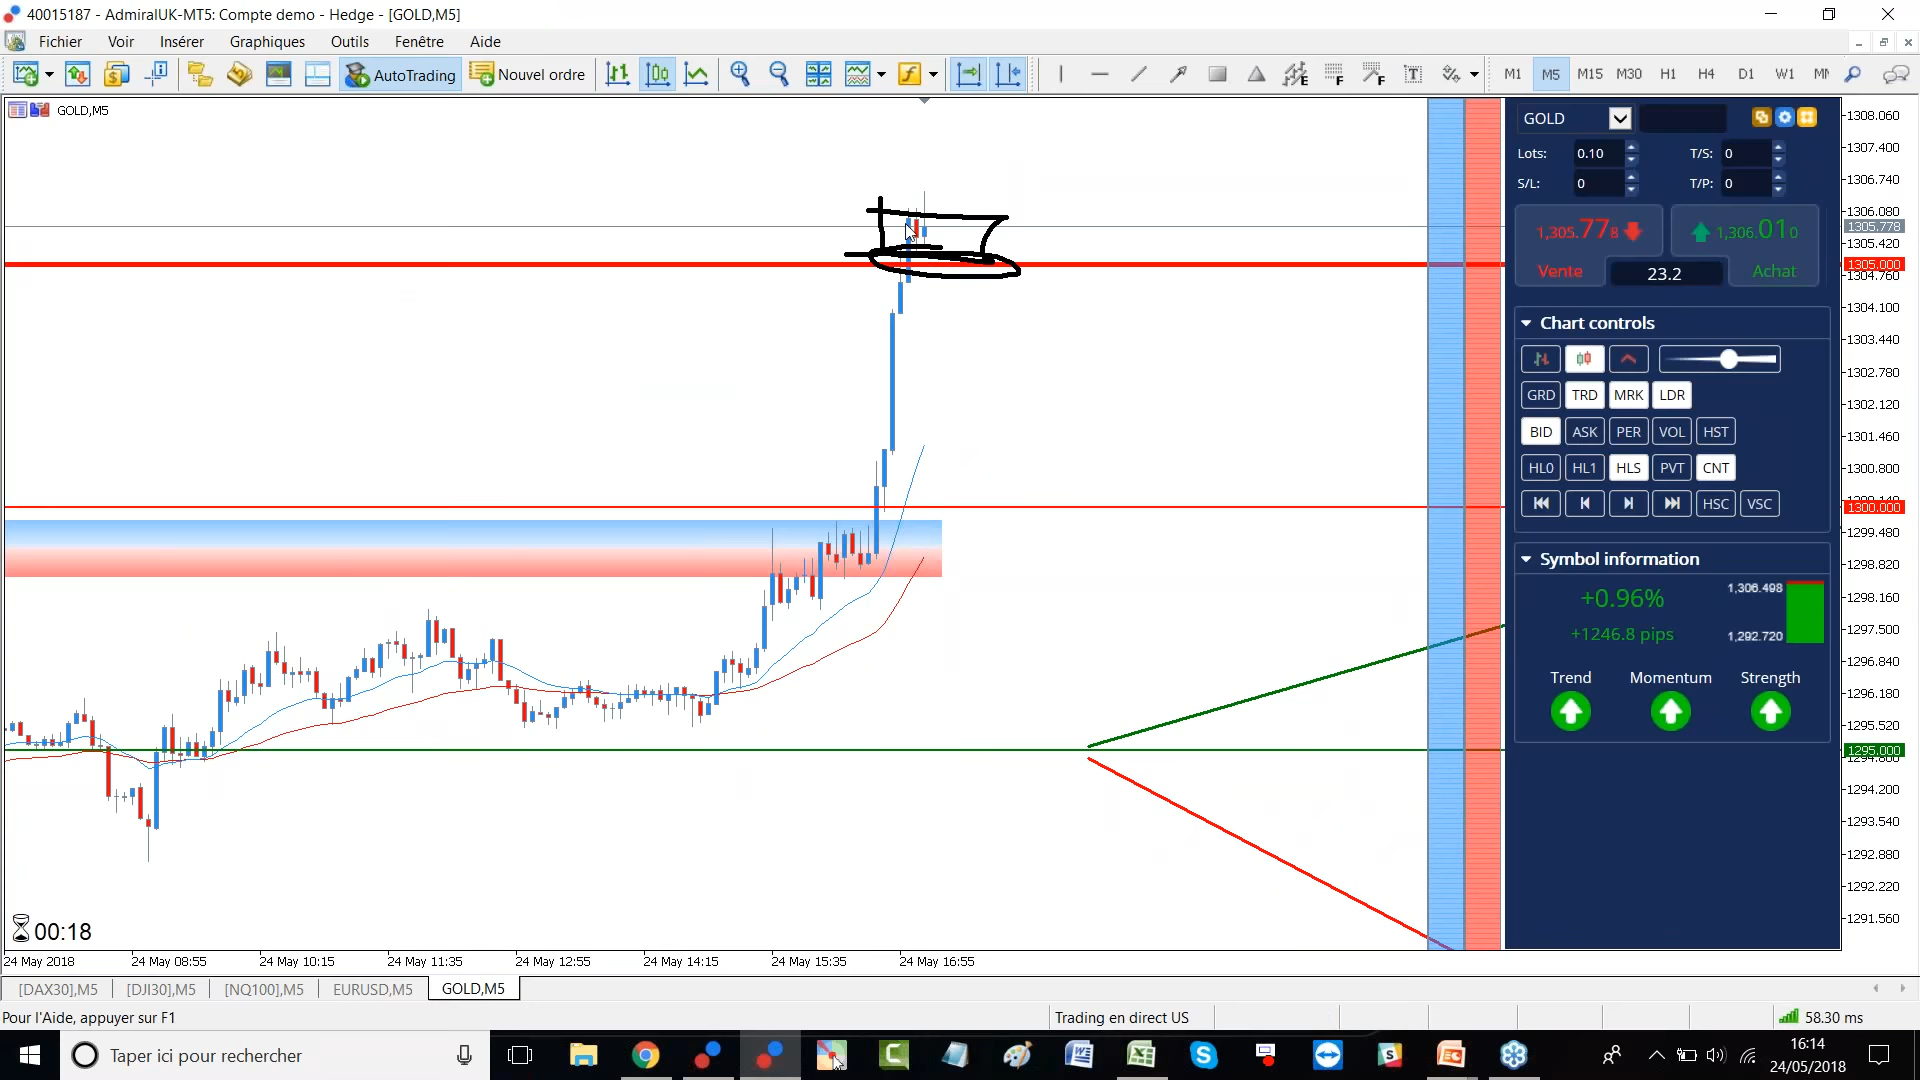 40015187 - AdmiralUK-MT5: Compte demo - Hedge - [GOLD,M5]
Fichier Voir Insérer Graphiques Outils Fenêtre Aide
AutoTrading Nouvel ordre M1 M5 M15 M30 H1 H4 D1 W1
GOLD,M5
GOLD
Lots: 0.10 T/S: 0
S/L: 0 T/P: 0
1,305.778 1,306.010
Vente 23.2 Achat
Chart controls
GRD TRD MRK LDR
BID ASK PER VOL HST
HL0 HL1 HLS PVT CNT
HSC VSC
Symbol information
+0.96%
+1246.8 pips
1,306.498
1,292.720
Trend Momentum Strength
1308.060
1307.400
1306.740
1306.080
1305.778
1305.420
1305.000
1304.760
1304.100
1303.440
1302.780
1302.120
1301.460
1300.800
1300.000
1299.480
1298.820
1298.160
1297.500
1296.840
1296.180
1295.520
1295.000
1294.200
1293.540
1292.880
1292.220
1291.560
00:18
24 May 2018 24 May 08:55 24 May 10:15 24 May 11:35 24 May 12:55 24 May 14:15 24 May 15:35 24 May 16:55
[DAX30],M5 [DJI30],M5 [NQ100],M5 EURUSD,M5 GOLD,M5
Pour l'Aide, appuyer sur F1 Trading en direct US 58.30 ms
Taper ici pour rechercher
16:14
24/05/2018